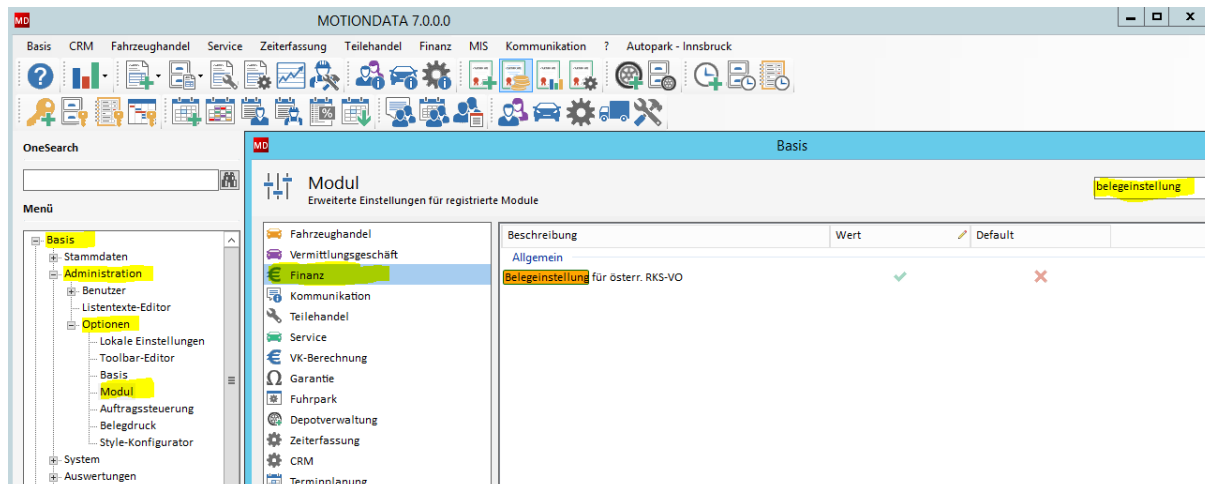 MD MOTIONDATA 7.0.0.0
Basis CRM Fahrzeughandel Service Zeiterfassung Teilehandel Finanz MIS Kommunikation ? Autopark - Innsbruck
OneSearch
Menü
Basis
Stammdaten
Administration
Benutzer
Listentexte-Editor
Optionen
Lokale Einstellungen
Toolbar-Editor
Basis
Modul
Auftragssteuerung
Belegdruck
Style-Konfigurator
System
Auswertungen
MD Basis
Modul
Erweiterte Einstellungen für registrierte Module
belegeinstellung
Fahrzeughandel
Vermittlungsgeschäft
Finanz
Kommunikation
Teilehandel
Service
VK-Berechnung
Garantie
Fuhrpark
Depotverwaltung
Zeiterfassung
CRM
Terminplanung
Beschreibung Wert Default
Allgemein
Belegeinstellung für österr. RKS-VO